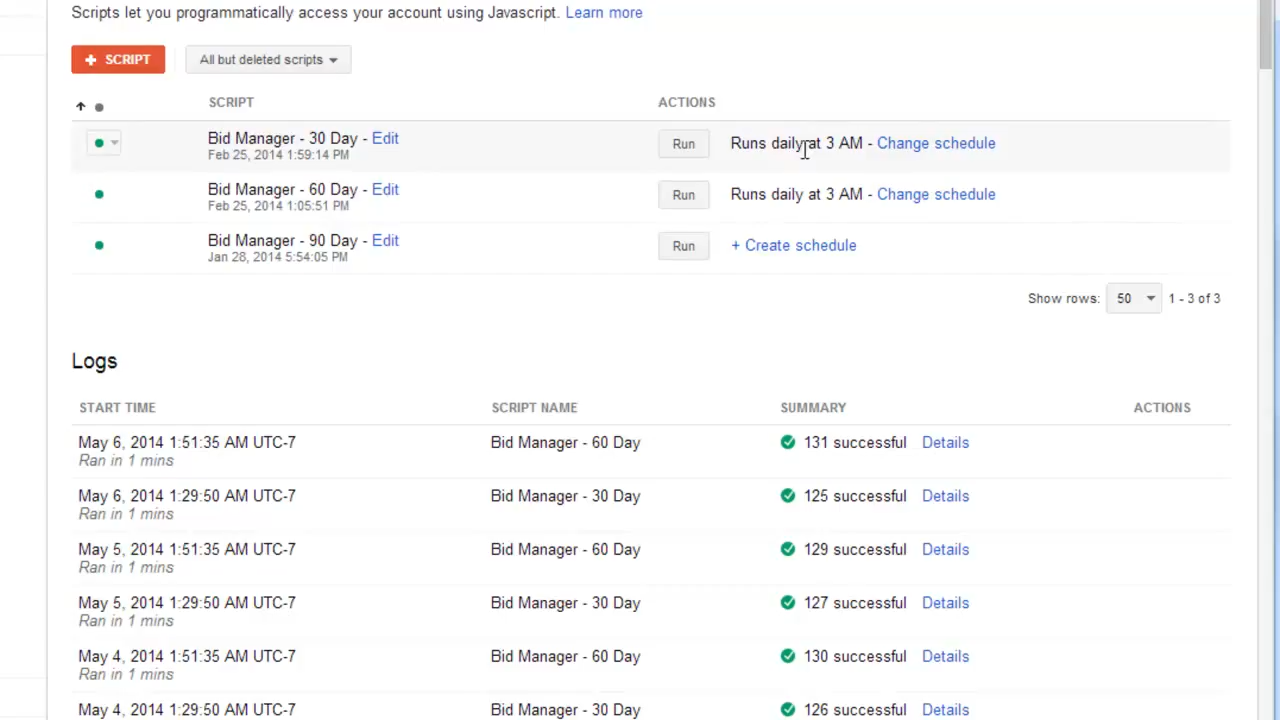 Scripts let you programmatically access your account using Javascript. Learn more
+ SCRIPT All but deleted scripts
SCRIPT ACTIONS
Bid Manager - 30 Day - Edit Run Runs daily at 3 AM - Change schedule
Feb 25, 2014 1:59:14 PM
Bid Manager - 60 Day - Edit Run Runs daily at 3 AM - Change schedule
Feb 25, 2014 1:05:51 PM
Bid Manager - 90 Day - Edit Run + Create schedule
Jan 28, 2014 5:54:05 PM
Show rows: 50 1 - 3 of 3
Logs
START TIME SCRIPT NAME SUMMARY ACTIONS
May 6, 2014 1:51:35 AM UTC-7 Bid Manager - 60 Day 131 successful Details
Ran in 1 mins
May 6, 2014 1:29:50 AM UTC-7 Bid Manager - 30 Day 125 successful Details
Ran in 1 mins
May 5, 2014 1:51:35 AM UTC-7 Bid Manager - 60 Day 129 successful Details
Ran in 1 mins
May 5, 2014 1:29:50 AM UTC-7 Bid Manager - 30 Day 127 successful Details
Ran in 1 mins
May 4, 2014 1:51:35 AM UTC-7 Bid Manager - 60 Day 130 successful Details
Ran in 1 mins
May 4, 2014 1:29:50 AM UTC-7 Bid Manager - 30 Day 126 successful Details